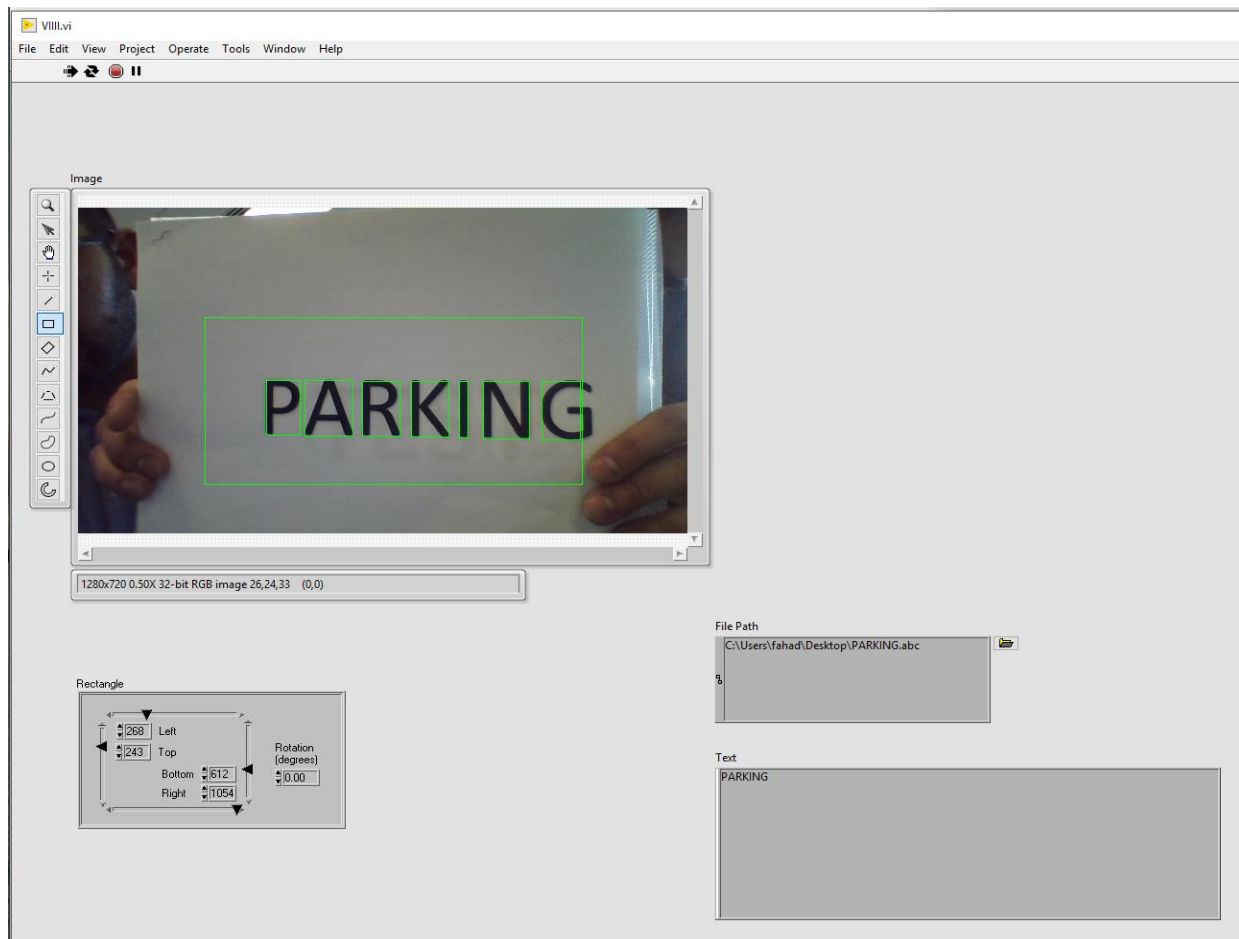 VIIII.vi
File Edit View Project Operate Tools Window Help
Image
PARKING
1280x720 0.50X 32-bit RGB image 26,24,33 (0,0)
File Path
C:\Users\fahad\Desktop\PARKING.abc
Rectangle
268 Left
243 Top
Bottom 612
Right 1054
Rotation
(degrees)
0.00
Text
PARKING